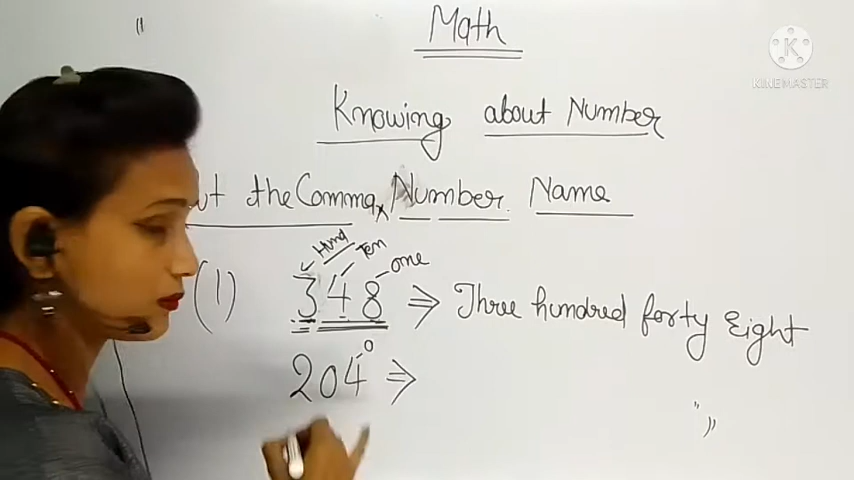 Math
KINEMASTER
Knowing about Number
ut the Comma, Number Name
Hund Ten One
(1) 348 ⇒ Three hundred forty Eight
o
204 ⇒